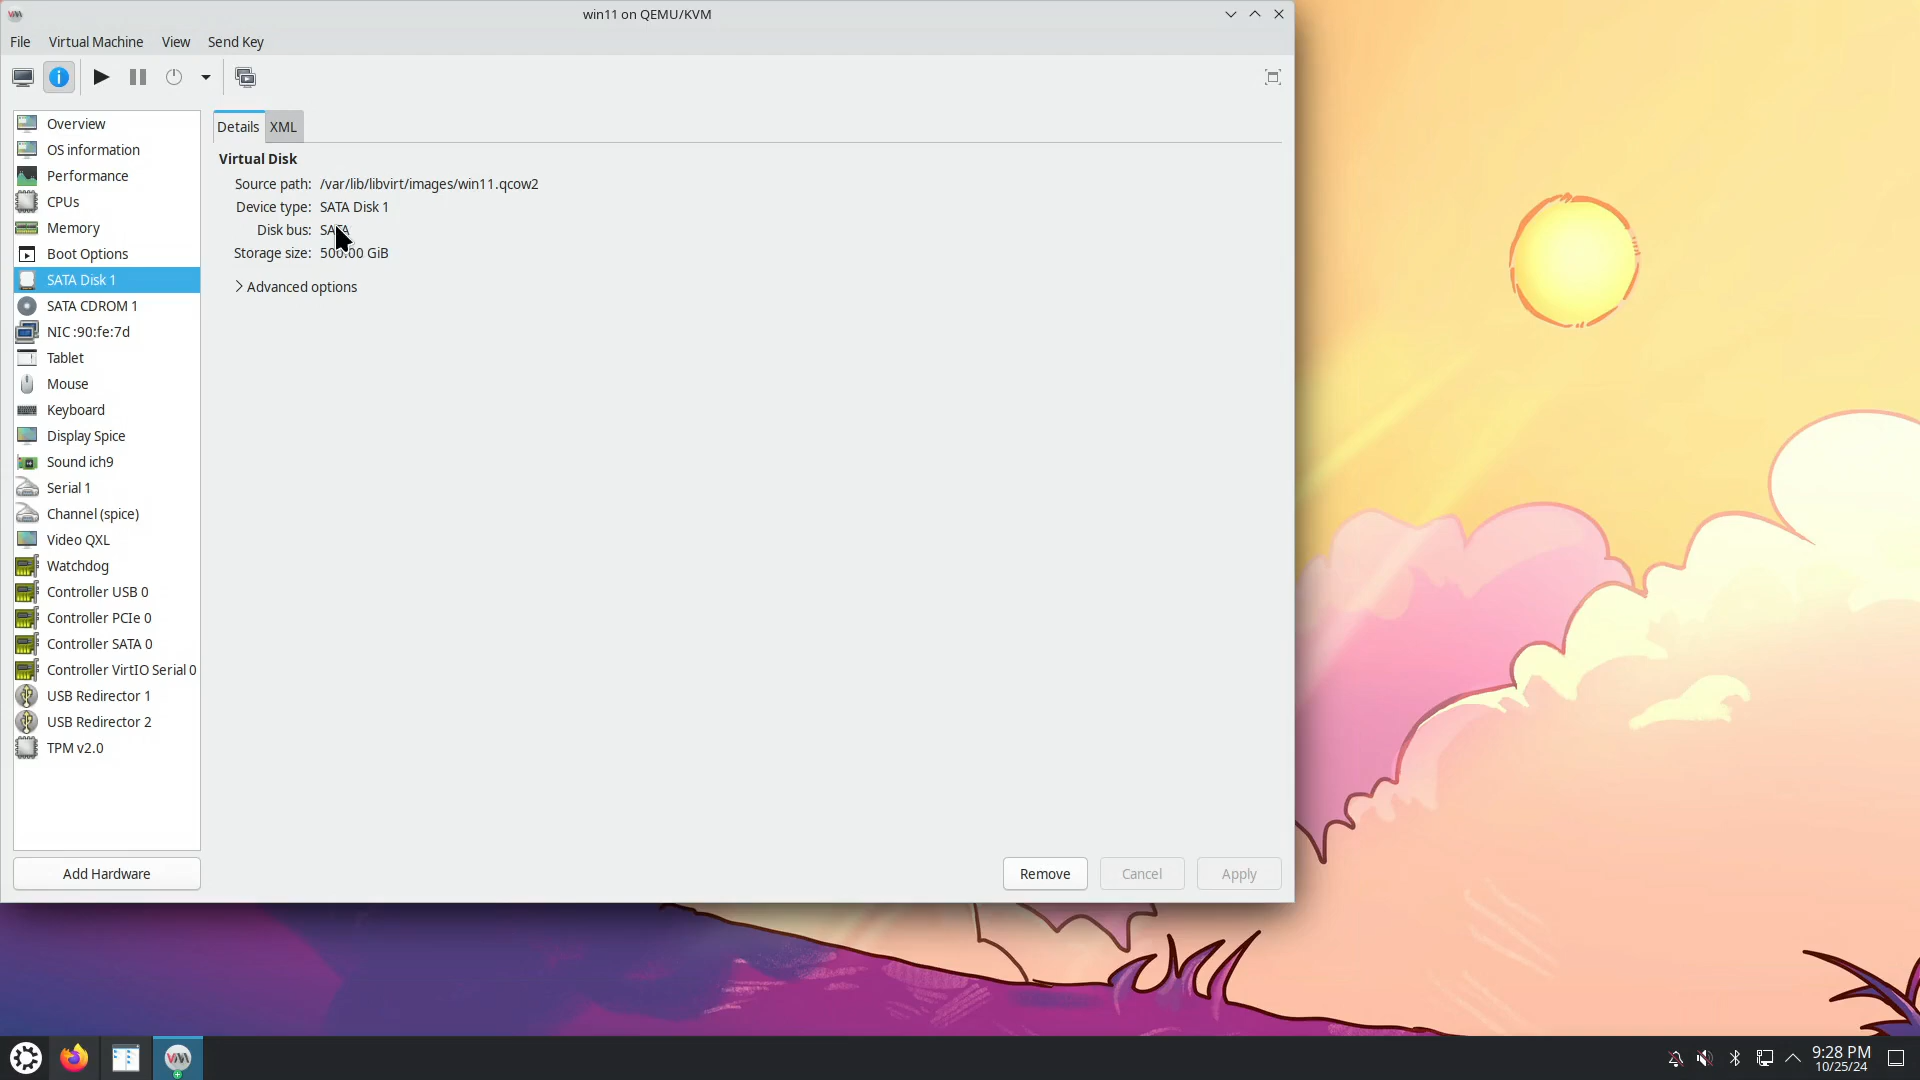 win11 on QEMU/KVM
File Virtual Machine View Send Key
Overview
OS information
Performance
CPUs
Memory
Boot Options
SATA Disk 1
SATA CDROM 1
NIC :90:fe:7d
Tablet
Mouse
Keyboard
Display Spice
Sound ich9
Serial 1
Channel (spice)
Video QXL
Watchdog
Controller USB 0
Controller PCIe 0
Controller SATA 0
Controller VirtIO Serial 0
USB Redirector 1
USB Redirector 2
TPM v2.0
Add Hardware
Details XML
Virtual Disk
Source path: /var/lib/libvirt/images/win11.qcow2
Device type: SATA Disk 1
Disk bus: SATA
Storage size: 500.00 GiB
Advanced options
Remove Cancel Apply
9:28 PM
10/25/24